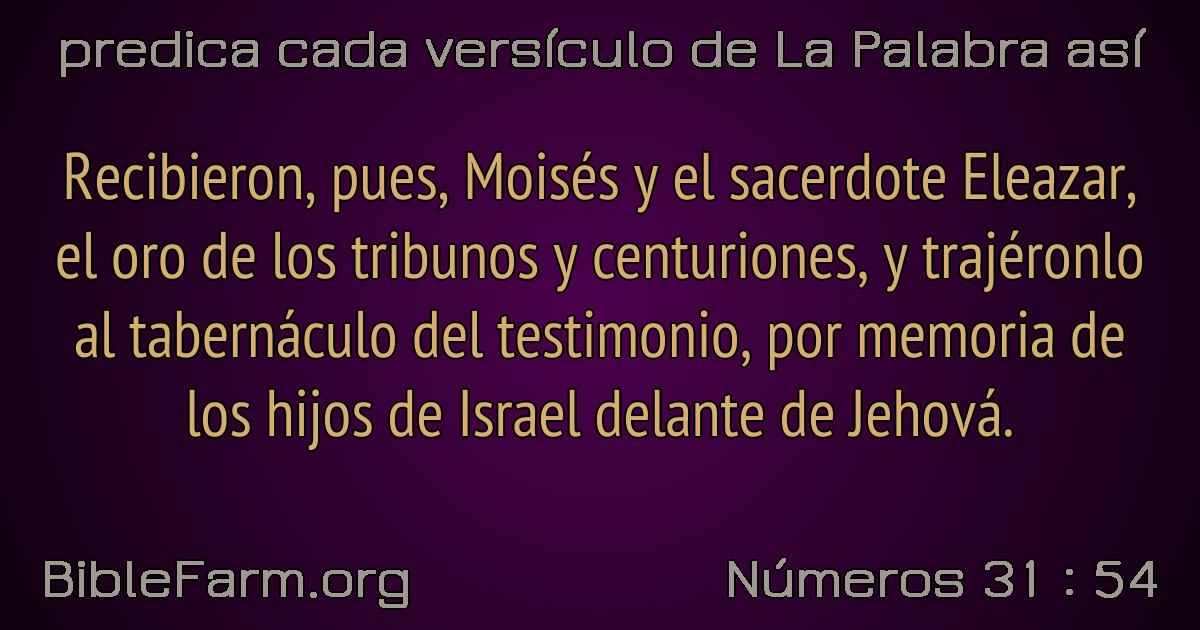 predica cada versículo de La Palabra así
Recibieron, pues, Moisés y el sacerdote Eleazar,
el oro de los tribunos y centuriones, y trajéronlo
al tabernáculo del testimonio, por memoria de
los hijos de Israel delante de Jehová.
BibleFarm.org
Números 31 : 54